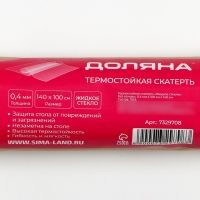 ДОЛЯНА
ТЕРМОСТОЙКАЯ СКАТЕРТЬ
0,4 мм
Толщина
140 х 100 см
Размер
ЖИДКОЕ
СТЕКЛО
• Защита стола от повреждений
и загрязнений
• Незаметна на столе
• Высокая термостойкость
Гибкость и мягкость
WWW.SIMA-LAND.RU
Арт.: 7329708
EAC